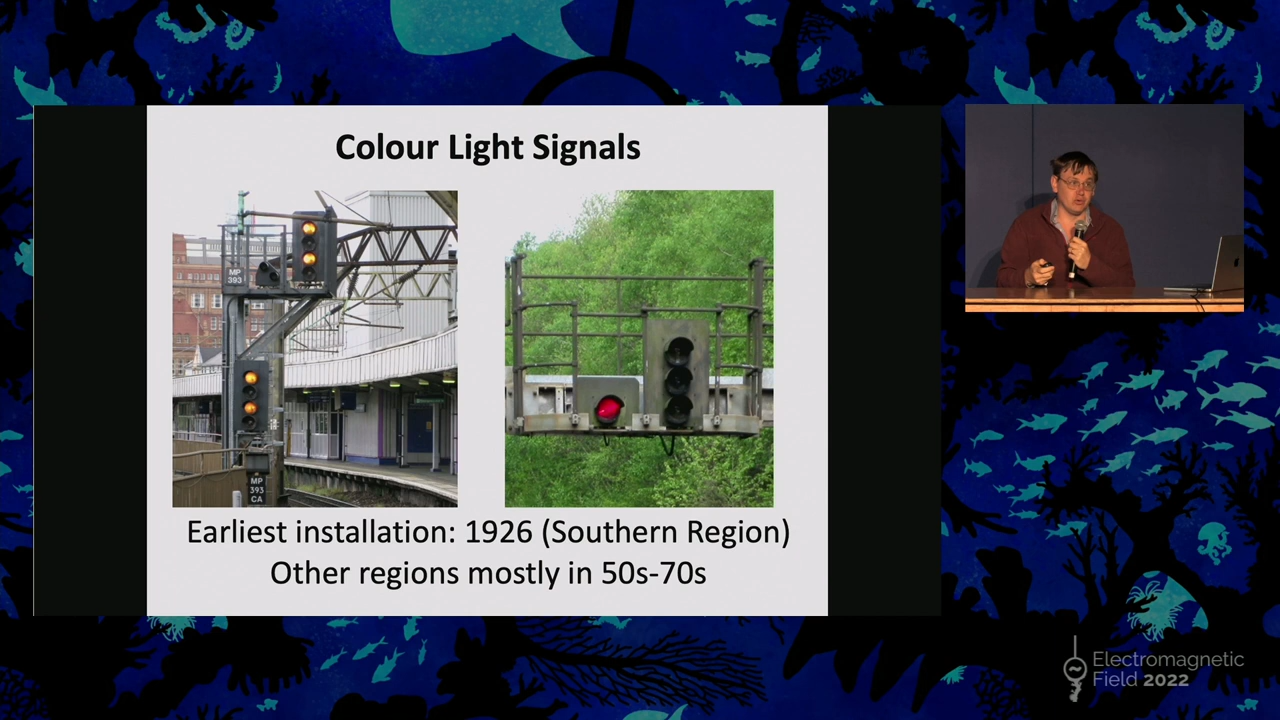 Colour Light Signals
MP
393
MP
393
CA
Earliest installation: 1926 (Southern Region)
Other regions mostly in 50s-70s
Electromagnetic
Field 2022